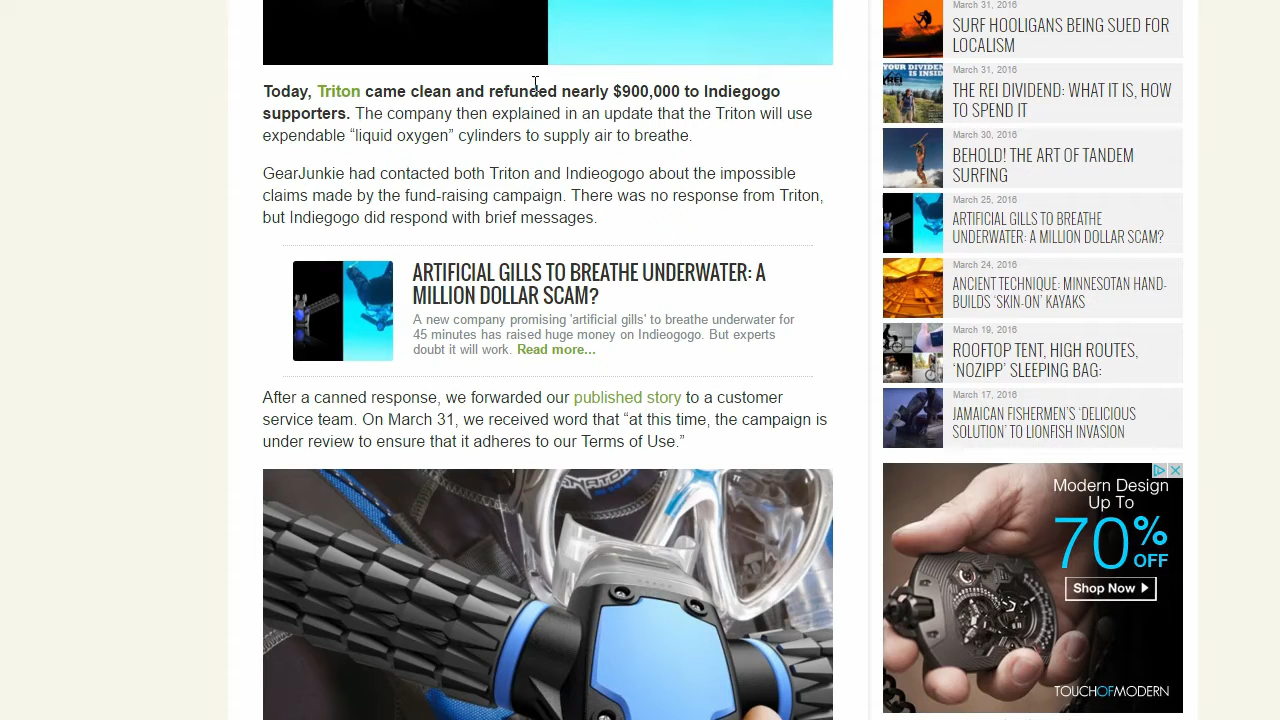 Today, Triton came clean and refunded nearly $900,000 to Indiegogo
supporters. The company then explained in an update that the Triton will use
expendable “liquid oxygen” cylinders to supply air to breathe.
GearJunkie had contacted both Triton and Indieogogo about the impossible
claims made by the fund-raising campaign. There was no response from Triton,
but Indiegogo did respond with brief messages.
ARTIFICIAL GILLS TO BREATHE UNDERWATER: A
MILLION DOLLAR SCAM?
A new company promising 'artificial gills' to breathe underwater for
45 minutes has raised huge money on Indieogogo. But experts
doubt it will work. Read more...
After a canned response, we forwarded our published story to a customer
service team. On March 31, we received word that “at this time, the campaign is
under review to ensure that it adheres to our Terms of Use.”
March 31, 2016
SURF HOOLIGANS BEING SUED FOR
LOCALISM
March 31, 2016
THE REI DIVIDEND: WHAT IT IS, HOW
TO SPEND IT
YOUR DIVIDEND
IS INSIDE
REI
March 30, 2016
BEHOLD! THE ART OF TANDEM
SURFING
March 25, 2016
ARTIFICIAL GILLS TO BREATHE
UNDERWATER: A MILLION DOLLAR SCAM?
March 24, 2016
ANCIENT TECHNIQUE: MINNESOTAN HAND-
BUILDS ‘SKIN-ON’ KAYAKS
March 19, 2016
ROOFTOP TENT, HIGH ROUTES,
‘NOZIPP’ SLEEPING BAG:
March 17, 2016
JAMAICAN FISHERMEN’S ‘DELICIOUS
SOLUTION’ TO LIONFISH INVASION
Modern Design
Up To
70%
OFF
Shop Now
TOUCHOFMODERN